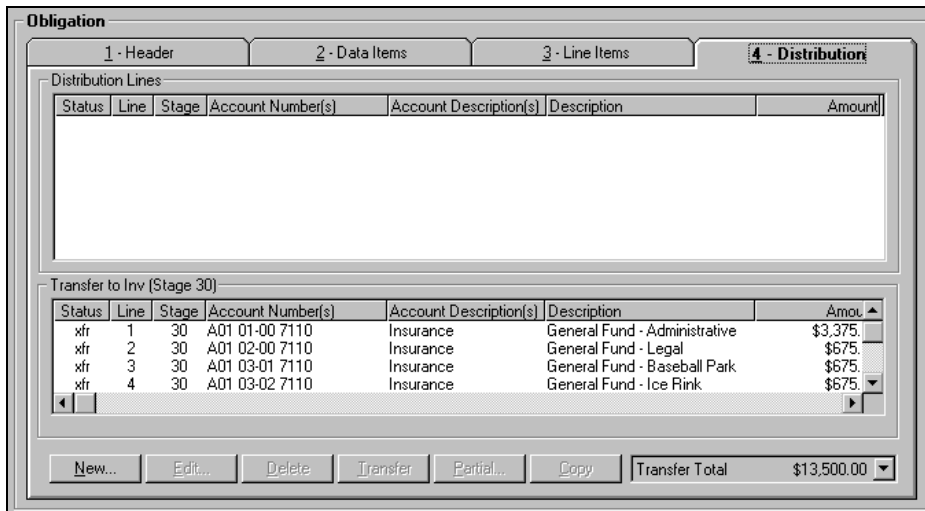 Obligation
1 - Header 2 - Data Items 3 - Line Items 4 - Distribution
Distribution Lines
Status Line Stage Account Number(s) Account Description(s) Description Amount
Transfer to Inv (Stage 30)
Status Line Stage Account Number(s) Account Description(s) Description Amou
xfr 1 30 A01 01-00 7110 Insurance General Fund - Administrative $3,375.
xfr 2 30 A01 02-00 7110 Insurance General Fund - Legal $675.
xfr 3 30 A01 03-01 7110 Insurance General Fund - Baseball Park $675.
xfr 4 30 A01 03-02 7110 Insurance General Fund - Ice Rink $675.
New... Edit... Delete Transfer Partial... Copy Transfer Total $13,500.00